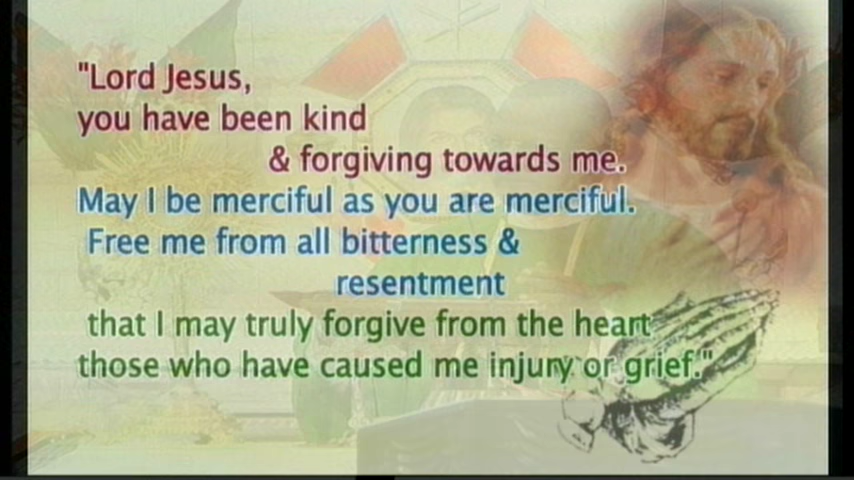 "Lord Jesus,
you have been kind
& forgiving towards me.
May I be merciful as you are merciful.
Free me from all bitterness &
resentment
that I may truly forgive from the heart
those who have caused me injury or grief."